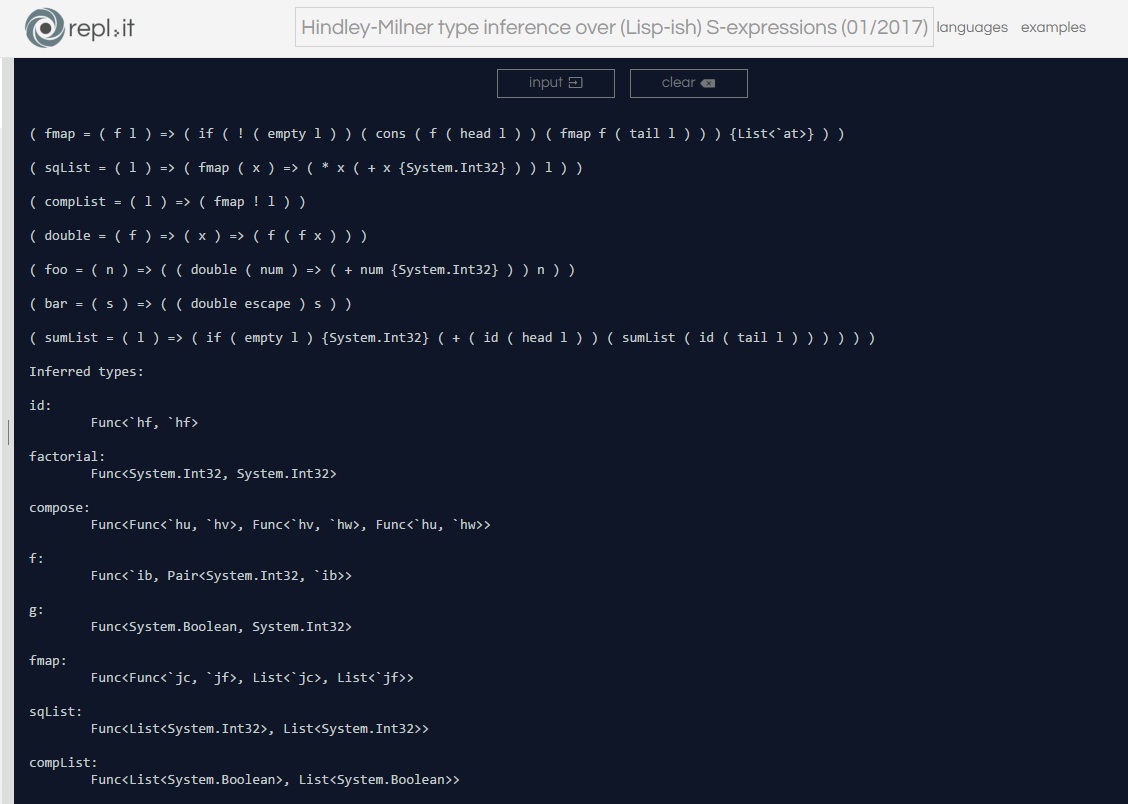 repl.it
Hindley-Milner type inference over (Lisp-ish) S-expressions (01/2017)
languages examples
input clear
( fmap = ( f l ) => ( if ( ! ( empty l ) ) ( cons ( f ( head l ) ) ( fmap f ( tail l ) ) ) {List<`at>} ) )
( sqList = ( l ) => ( fmap ( x ) => ( * x ( + x {System.Int32} ) ) l ) )
( compList = ( l ) => ( fmap ! l ) )
( double = ( f ) => ( x ) => ( f ( f x ) ) )
( foo = ( n ) => ( ( double ( num ) => ( + num {System.Int32} ) ) n ) )
( bar = ( s ) => ( ( double escape ) s ) )
( sumList = ( l ) => ( if ( empty l ) {System.Int32} ( + ( id ( head l ) ) ( sumList ( id ( tail l ) ) ) ) ) )
Inferred types:
id:
Func<`hf, `hf>
factorial:
Func<System.Int32, System.Int32>
compose:
Func<Func<`hu, `hv>, Func<`hv, `hw>, Func<`hu, `hw>>
f:
Func<`ib, Pair<System.Int32, `ib>>
g:
Func<System.Boolean, System.Int32>
fmap:
Func<Func<`jc, `jf>, List<`jc>, List<`jf>>
sqList:
Func<List<System.Int32>, List<System.Int32>>
compList:
Func<List<System.Boolean>, List<System.Boolean>>